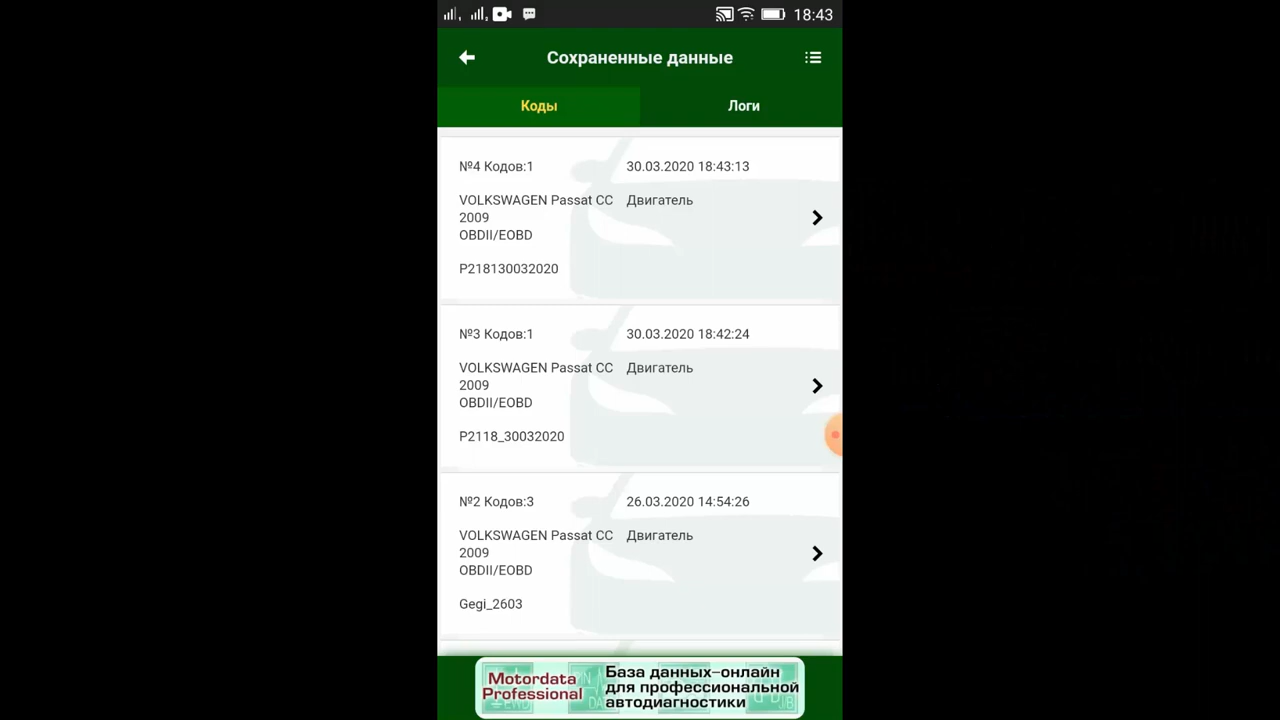 18:43
Сохраненные данные
Коды
Логи
№4 Кодов:1
30.03.2020 18:43:13
VOLKSWAGEN Passat CC
2009
OBDII/EOBD
Двигатель
P218130032020
№3 Кодов:1
30.03.2020 18:42:24
VOLKSWAGEN Passat CC
2009
OBDII/EOBD
Двигатель
P2118_30032020
№2 Кодов:3
26.03.2020 14:54:26
VOLKSWAGEN Passat CC
2009
OBDII/EOBD
Двигатель
Gegi_2603
Motordata
Professional
База данных–онлайн
для профессиональной
автодиагностики